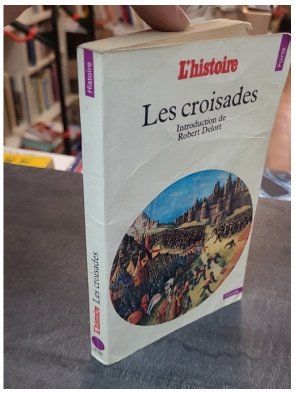 Histoire
Points
L'histoire
Les croisades
Introduction de
Robert Delort
L'histoire Les croisades